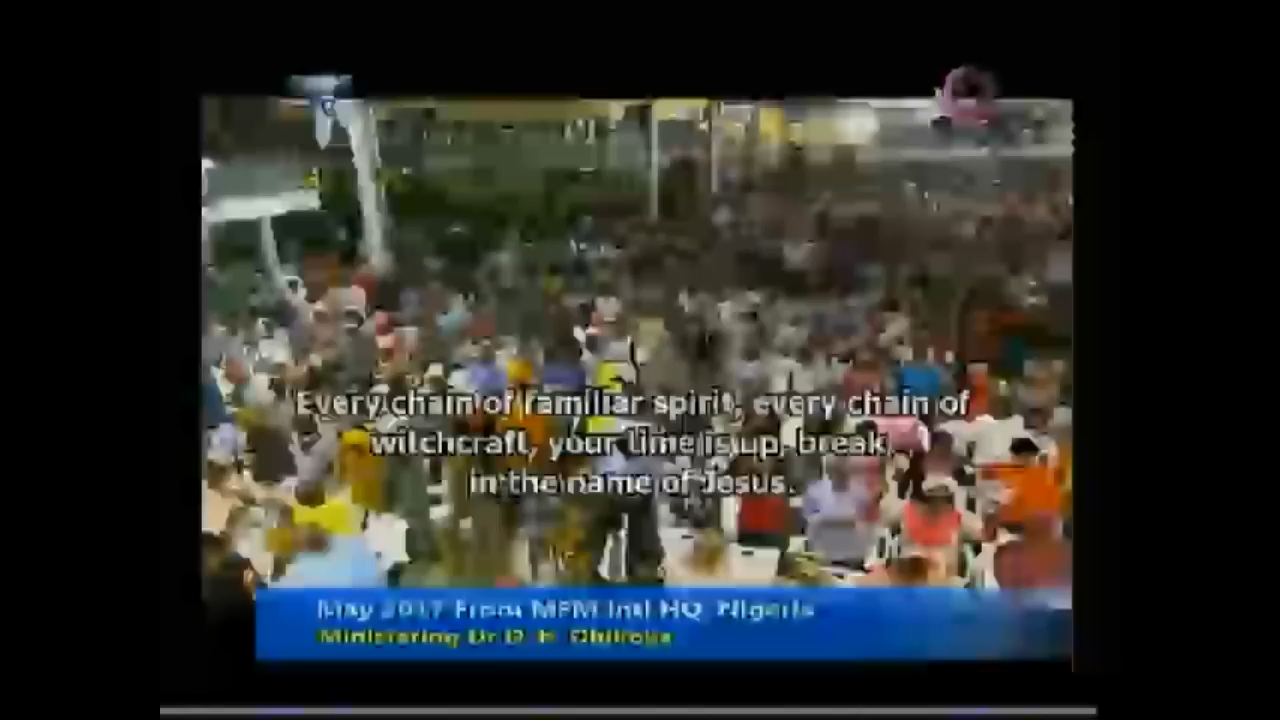 Every chain of familiar spirit, every chain of
witchcraft, your time is up, break,
in the name of Jesus.
May 2017 From MFM Intl HQ, Nigeria
Ministering Dr D. K. Olukoya